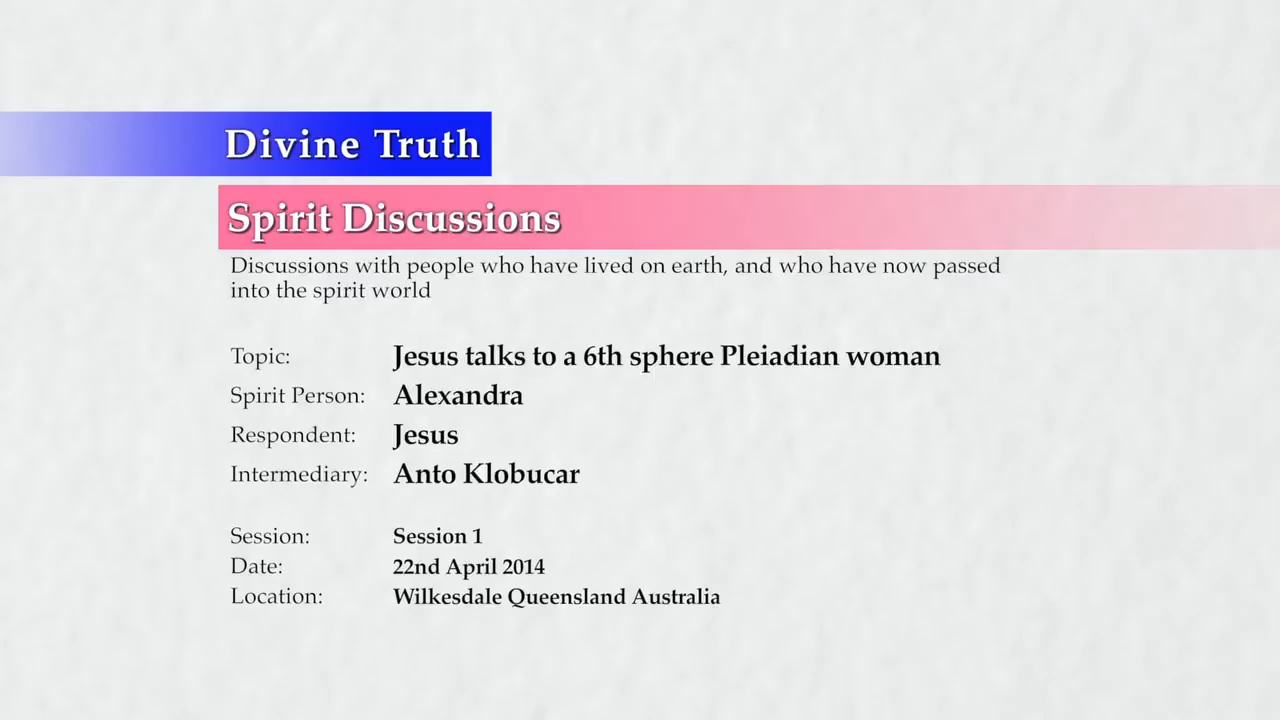 Divine Truth
Spirit Discussions
Discussions with people who have lived on earth, and who have now passed
into the spirit world
Topic: Jesus talks to a 6th sphere Pleiadian woman
Spirit Person: Alexandra
Respondent: Jesus
Intermediary: Anto Klobucar
Session: Session 1
Date: 22nd April 2014
Location: Wilkesdale Queensland Australia